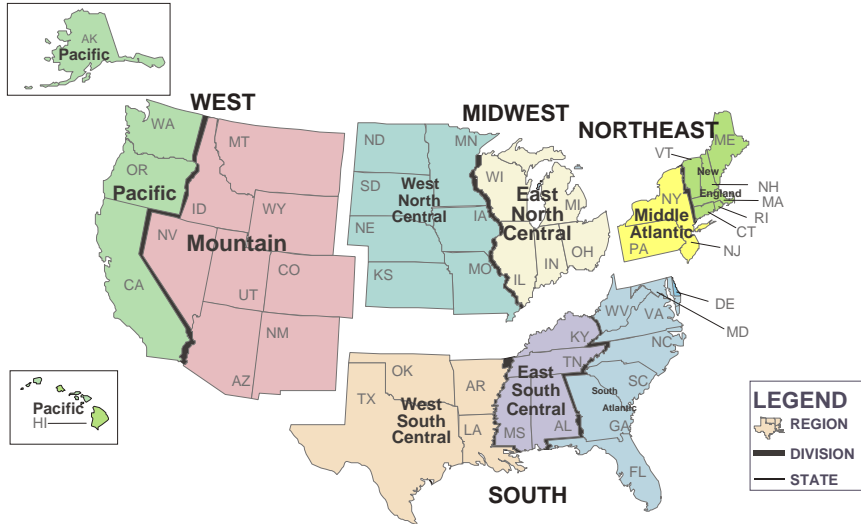 AK
Pacific
WEST
MIDWEST
NORTHEAST
WA
MT
ND
MN
VT
ME
OR
WI
New
NH
Pacific
SD
West
North
Central
East
North
Central
MI
NY
England
MA
ID
WY
IA
Middle
Atlantic
RI
CT
NV
Mountain
NE
PA
NJ
CA
UT
CO
KS
MO
IL
IN
OH
DE
WV
VA
MD
AZ
NM
KY
NC
OK
TN
Pacific
HI
TX
AR
East
South
Central
SC
South
Atlantic
West
South
Central
LA
MS
AL
GA
FL
SOUTH
LEGEND
REGION
DIVISION
STATE